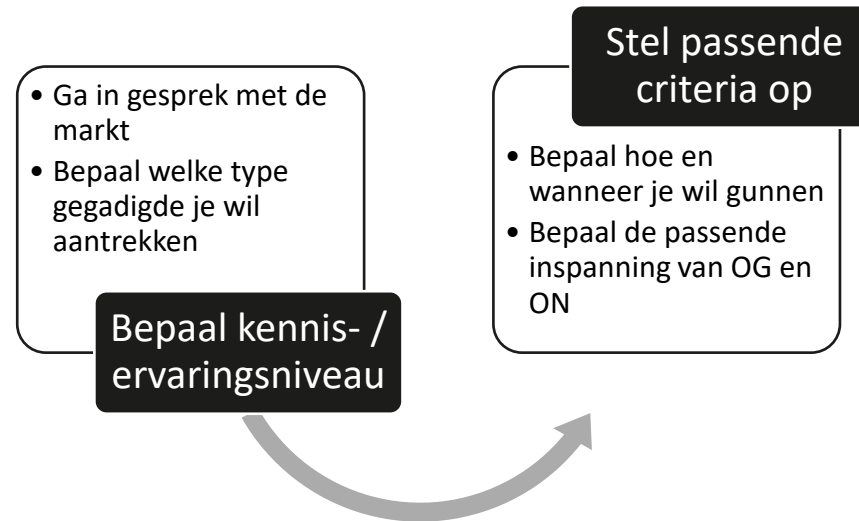 • Ga in gesprek met de
markt
• Bepaal welke type
gegadigde je wil
aantrekken
Bepaal kennis- /
ervaringsniveau
Stel passende
criteria op
• Bepaal hoe en
wanneer je wil gunnen
• Bepaal de passende
inspanning van OG en
ON